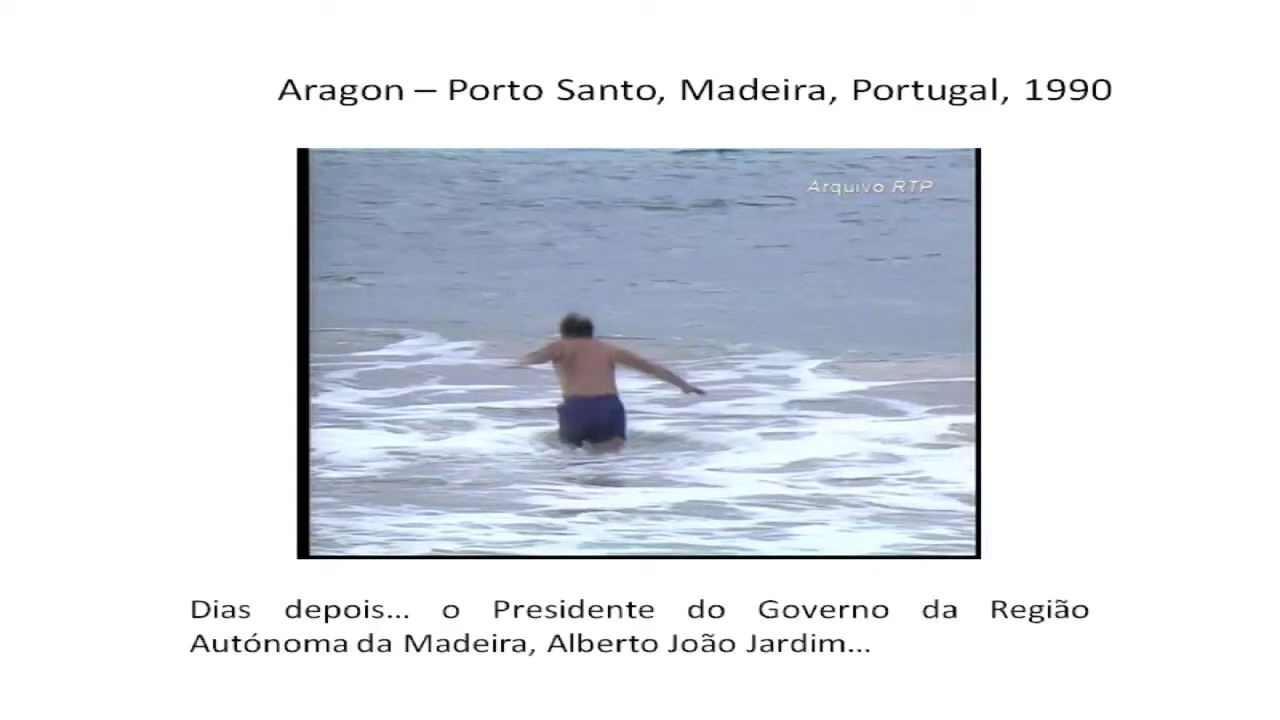 Aragon – Porto Santo, Madeira, Portugal, 1990
Arquivo RTP
Dias depois... o Presidente do Governo da Região
Autónoma da Madeira, Alberto João Jardim...